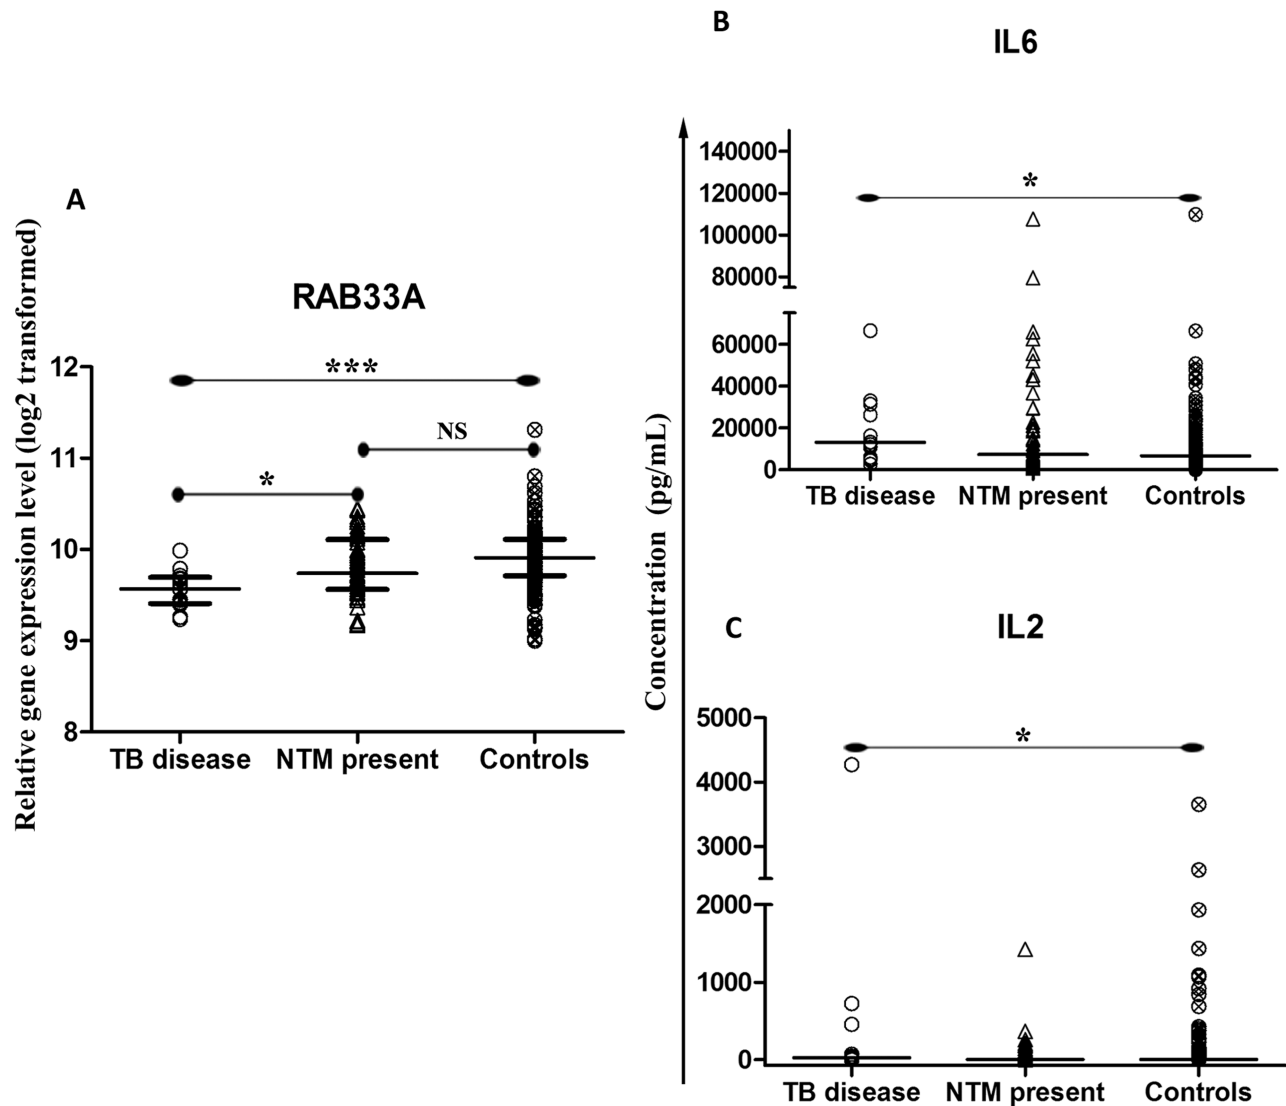 A
RAB33A
Relative gene expression level (log2 transformed)
12
11
10
9
8
***
NS
*
TB disease
NTM present
Controls
B
IL6
Concentration (pg/mL)
140000
120000
100000
80000
60000
40000
20000
0
*
TB disease
NTM present
Controls
C
IL2
5000
4000
3000
2000
1000
0
*
TB disease
NTM present
Controls